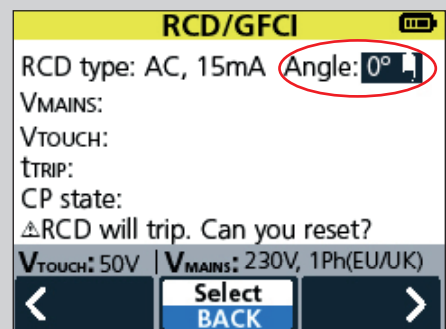 RCD/GFCI
RCD type: AC, 15mA Angle: 0°
VMAINS:
VTOUCH:
tTRIP:
CP state:
⚠RCD will trip. Can you reset?
VTOUCH: 50V | VMAINS: 230V, 1Ph(EU/UK)
< Select >
BACK